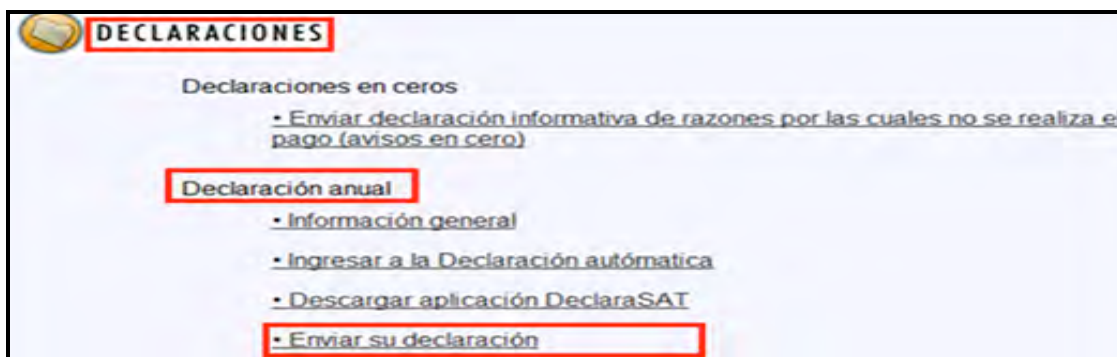 DECLARACIONES
Declaraciones en ceros
• Enviar declaración informativa de razones por las cuales no se realiza e
pago (avisos en cero)
Declaración anual
• Información general
• Ingresar a la Declaración autómatica
• Descargar aplicación DeclaraSAT
• Enviar su declaración